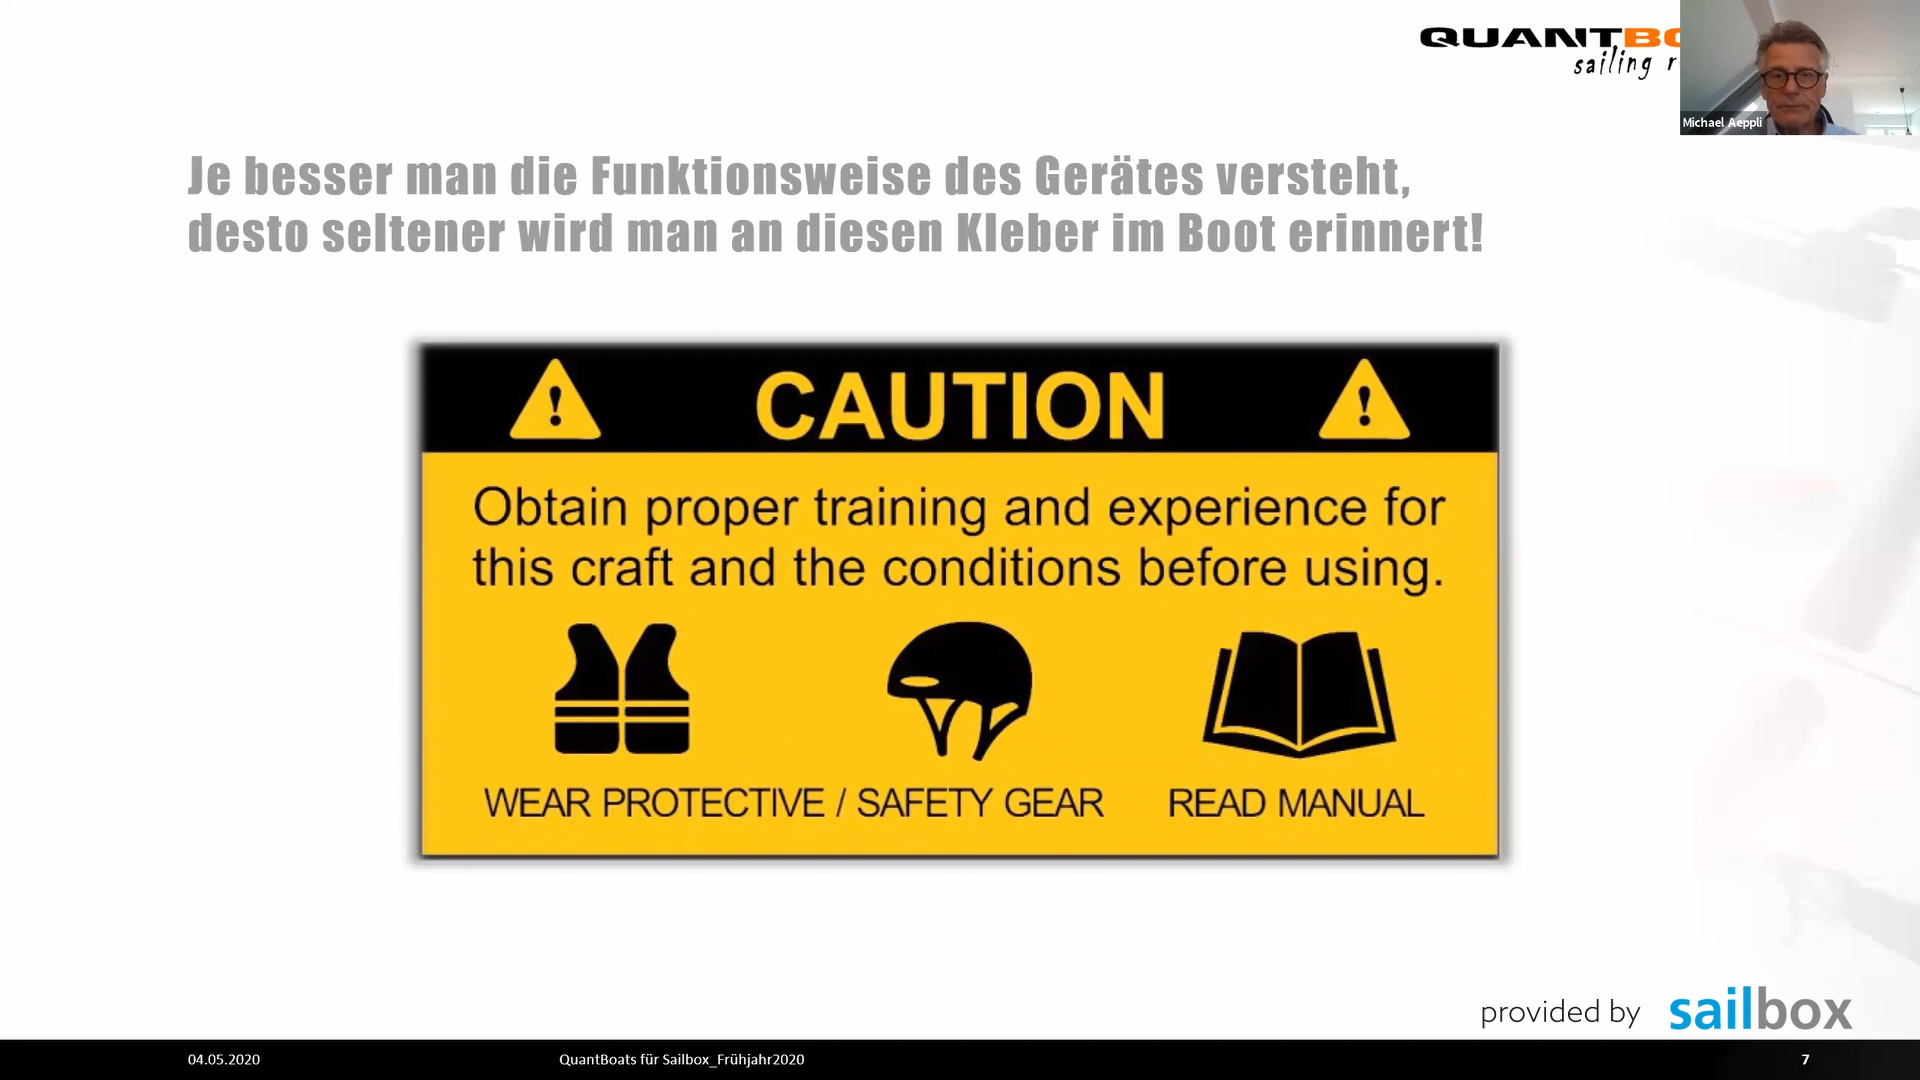 QUANTBO
sailing r
Michael Aeppli
Je besser man die Funktionsweise des Gerätes versteht,
desto seltener wird man an diesen Kleber im Boot erinnert!
CAUTION
Obtain proper training and experience for
this craft and the conditions before using.
WEAR PROTECTIVE / SAFETY GEAR READ MANUAL
provided by sailbox
04.05.2020 QuantBoats für Sailbox_Frühjahr2020 7